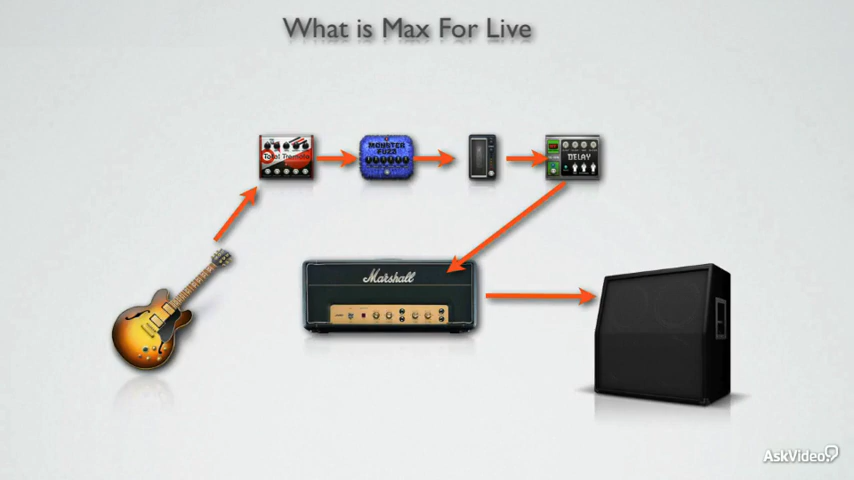 What is Max For Live
Total Tremolo
MONSTER
FUZZ
DELAY
Marshall
AskVideo